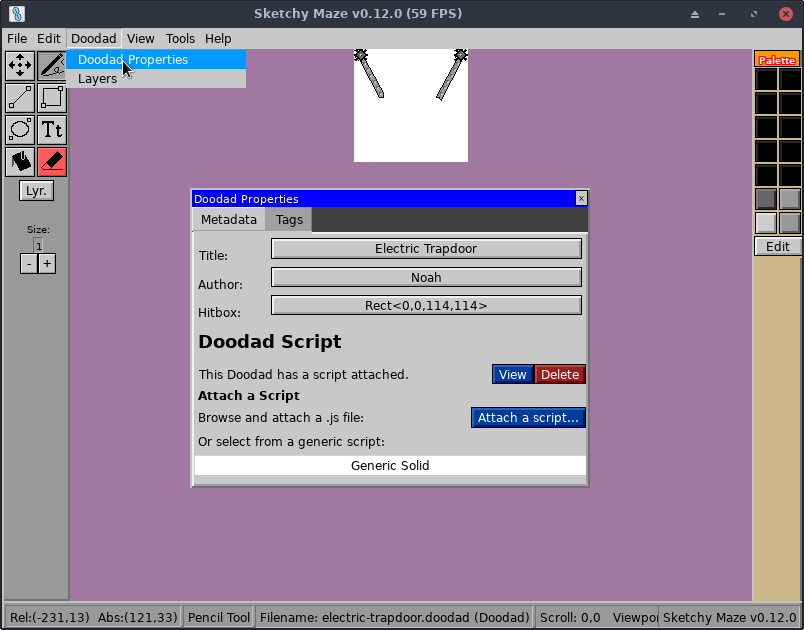 Sketchy Maze v0.12.0 (59 FPS)
File Edit Doodad View Tools Help
Doodad Properties
Layers
Palette
Tt
Lyr.
Size:
1
- +
Edit
Doodad Properties
Metadata Tags
Title: Electric Trapdoor
Author: Noah
Hitbox: Rect<0,0,114,114>
Doodad Script
This Doodad has a script attached. View Delete
Attach a Script
Browse and attach a .js file: Attach a script...
Or select from a generic script:
Generic Solid
Rel:(-231,13) Abs:(121,33) Pencil Tool Filename: electric-trapdoor.doodad (Doodad) Scroll: 0,0 Viewpor Sketchy Maze v0.12.0